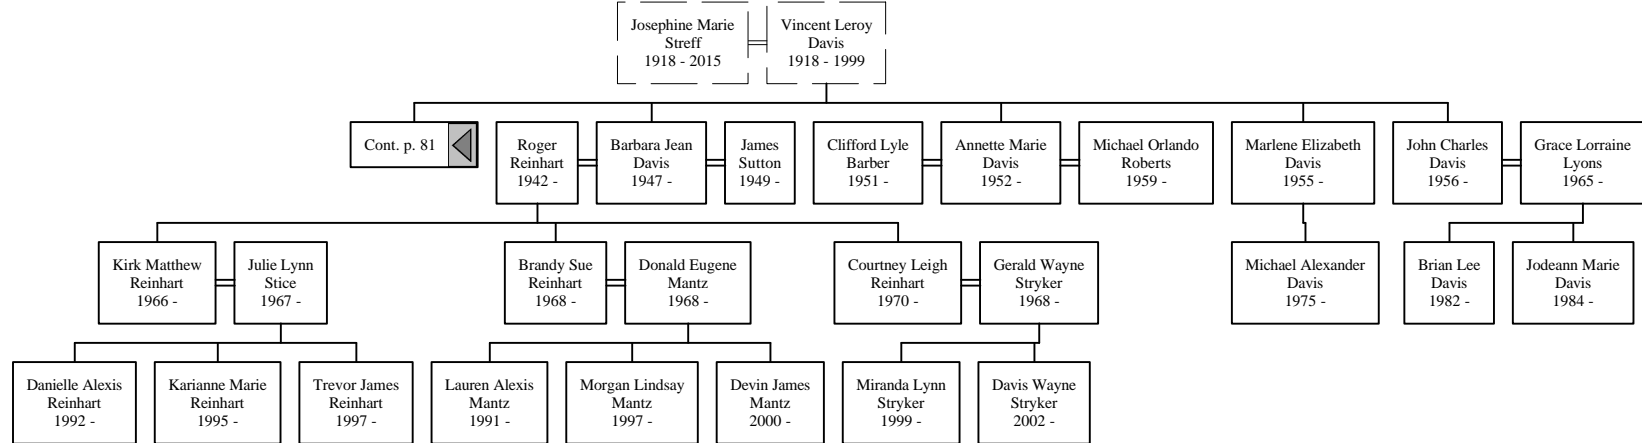 Josephine Marie
Streff
1918 - 2015
Vincent Leroy
Davis
1918 - 1999
Cont. p. 81
Roger
Reinhart
1942 -
Barbara Jean
Davis
1947 -
James
Sutton
1949 -
Clifford Lyle
Barber
1951 -
Annette Marie
Davis
1952 -
Michael Orlando
Roberts
1959 -
Marlene Elizabeth
Davis
1955 -
John Charles
Davis
1956 -
Grace Lorraine
Lyons
1965 -
Kirk Matthew
Reinhart
1966 -
Julie Lynn
Stice
1967 -
Brandy Sue
Reinhart
1968 -
Donald Eugene
Mantz
1968 -
Courtney Leigh
Reinhart
1970 -
Gerald Wayne
Stryker
1968 -
Michael Alexander
Davis
1975 -
Brian Lee
Davis
1982 -
Jodeann Marie
Davis
1984 -
Danielle Alexis
Reinhart
1992 -
Karianne Marie
Reinhart
1995 -
Trevor James
Reinhart
1997 -
Lauren Alexis
Mantz
1991 -
Morgan Lindsay
Mantz
1997 -
Devin James
Mantz
2000 -
Miranda Lynn
Stryker
1999 -
Davis Wayne
Stryker
2002 -